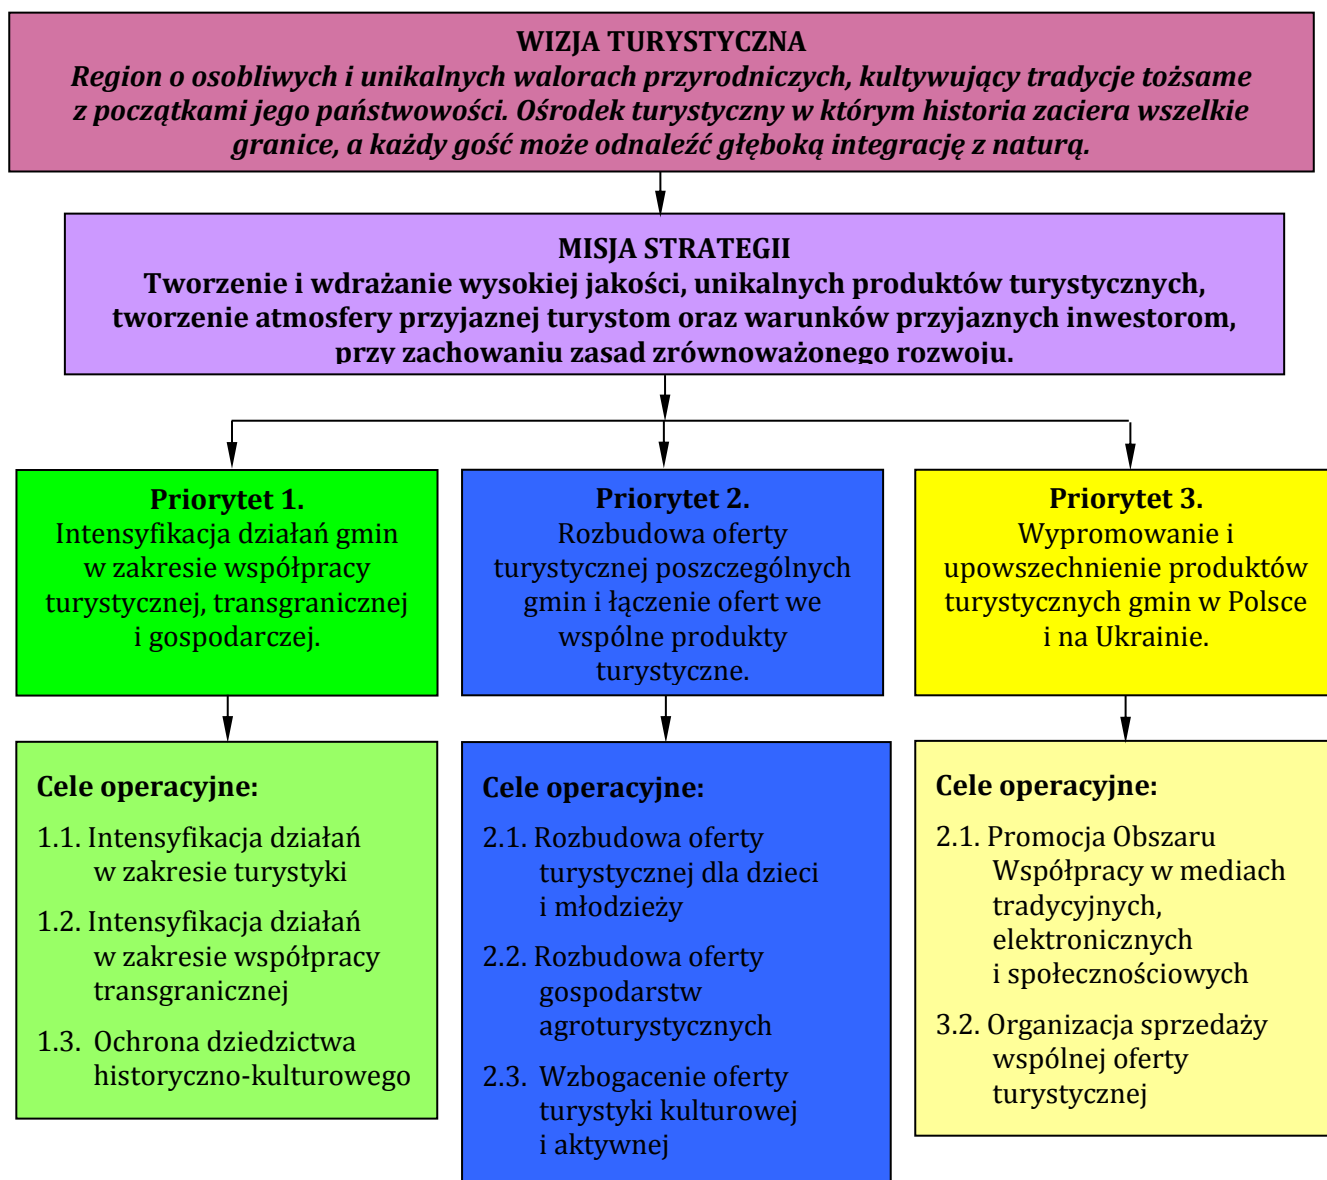 WIZJA TURYSTYCZNA
Region o osobliwych i unikalnych walorach przyrodniczych, kultywujący tradycje tożsame
z początkami jego państwowości. Ośrodek turystyczny w którym historia zaciera wszelkie
granice, a każdy gość może odnaleźć głęboką integrację z naturą.
MISJA STRATEGII
Tworzenie i wdrażanie wysokiej jakości, unikalnych produktów turystycznych,
tworzenie atmosfery przyjaznej turystom oraz warunków przyjaznych inwestorom,
przy zachowaniu zasad zrównoważonego rozwoju.
Priorytet 1.
Intensyfikacja działań gmin
w zakresie współpracy
turystycznej, transgranicznej
i gospodarczej.
Priorytet 2.
Rozbudowa oferty
turystycznej poszczególnych
gmin i łączenie ofert we
wspólne produkty
turystyczne.
Priorytet 3.
Wypromowanie i
upowszechnienie produktów
turystycznych gmin w Polsce
i na Ukrainie.
Cele operacyjne:
1.1. Intensyfikacja działań
w zakresie turystyki
1.2. Intensyfikacja działań
w zakresie współpracy
transgranicznej
1.3. Ochrona dziedzictwa
historyczno-kulturowego
Cele operacyjne:
2.1. Rozbudowa oferty
turystycznej dla dzieci
i młodzieży
2.2. Rozbudowa oferty
gospodarstw
agroturystycznych
2.3. Wzbogacenie oferty
turystyki kulturowej
i aktywnej
Cele operacyjne:
2.1. Promocja Obszaru
Współpracy w mediach
tradycyjnych,
elektronicznych
i społecznościowych
3.2. Organizacja sprzedaży
wspólnej oferty
turystycznej